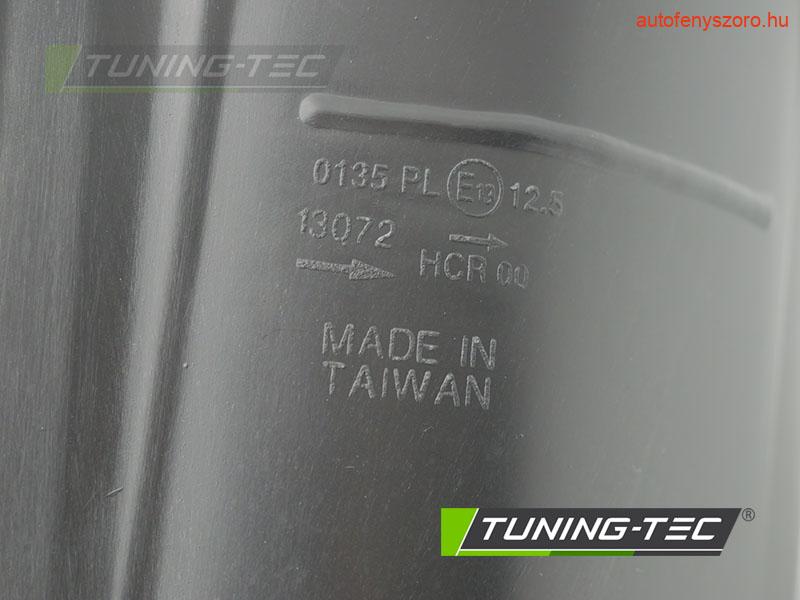 autofenyszoro.hu
TUNING-TEC
0135 PL E13 12.5
13072 →
→ HCR 00
MADE IN
TAIWAN
TUNING-TEC®